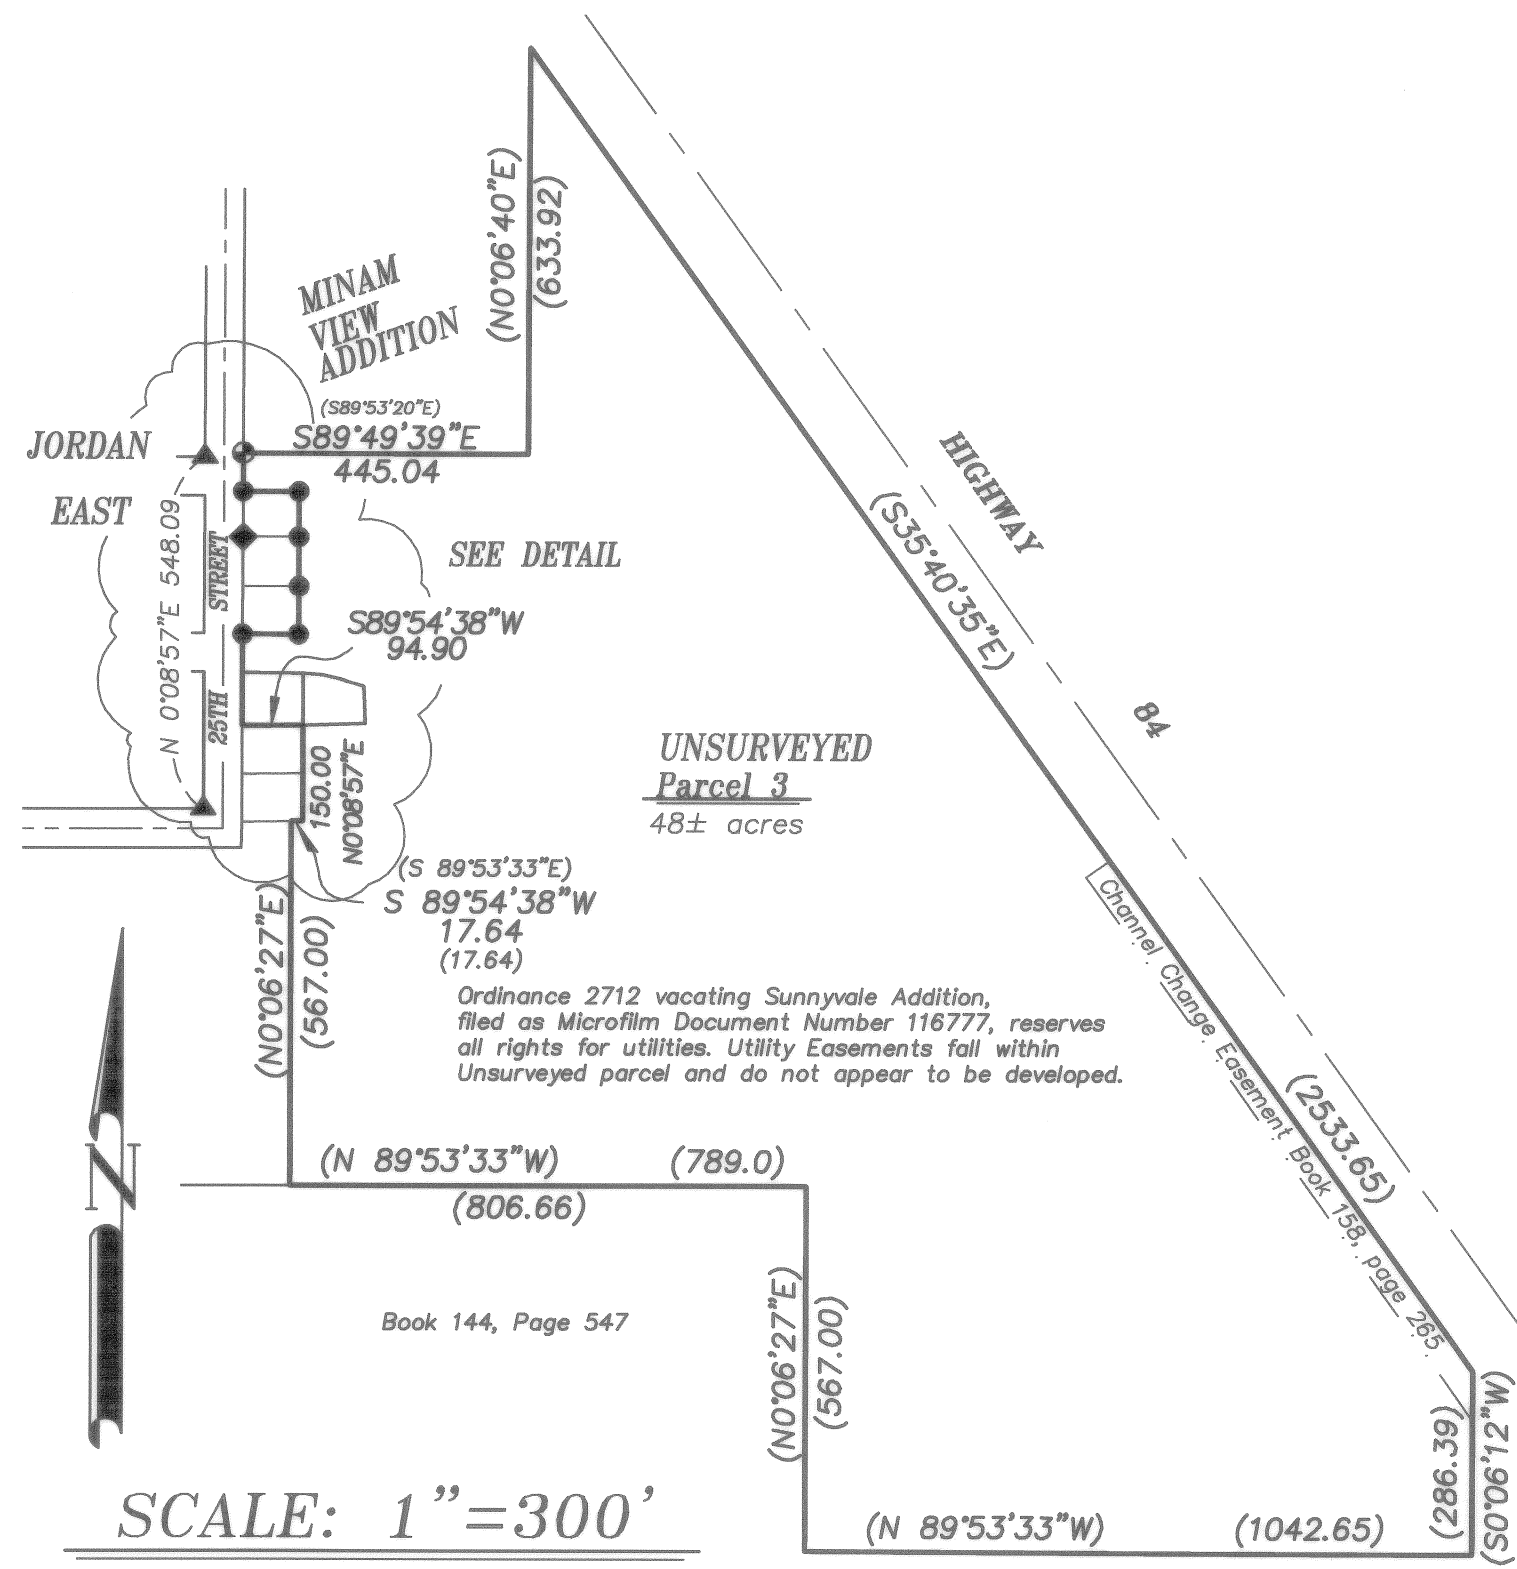 (N0°06'40"E)
(633.92)
MINAM
VIEW
ADDITION
(S89°53'20"E)
S89°49'39"E
445.04
JORDAN
EAST
N 0°08'57"E 548.09
STREET
25TH
SEE DETAIL
S89°54'38"W
94.90
HIGHWAY
84
(S35°40'35"E)
(2533.65)
UNSURVEYED
Parcel 3
48± acres
150.00
N0°08'57"E
(S 89°53'33"E)
S 89°54'38"W
17.64
(17.64)
(N0°06'27"E)
(567.00)
Channel Change Easement Book 158, page 265
Ordinance 2712 vacating Sunnyvale Addition,
filed as Microfilm Document Number 116777, reserves
all rights for utilities. Utility Easements fall within
Unsurveyed parcel and do not appear to be developed.
N
(N 89°53'33"W) (789.0)
(806.66)
Book 144, Page 547
(N0°06'27"E)
(567.00)
(286.39)
(S0°06'12"W)
(N 89°53'33"W) (1042.65)
SCALE: 1"=300'